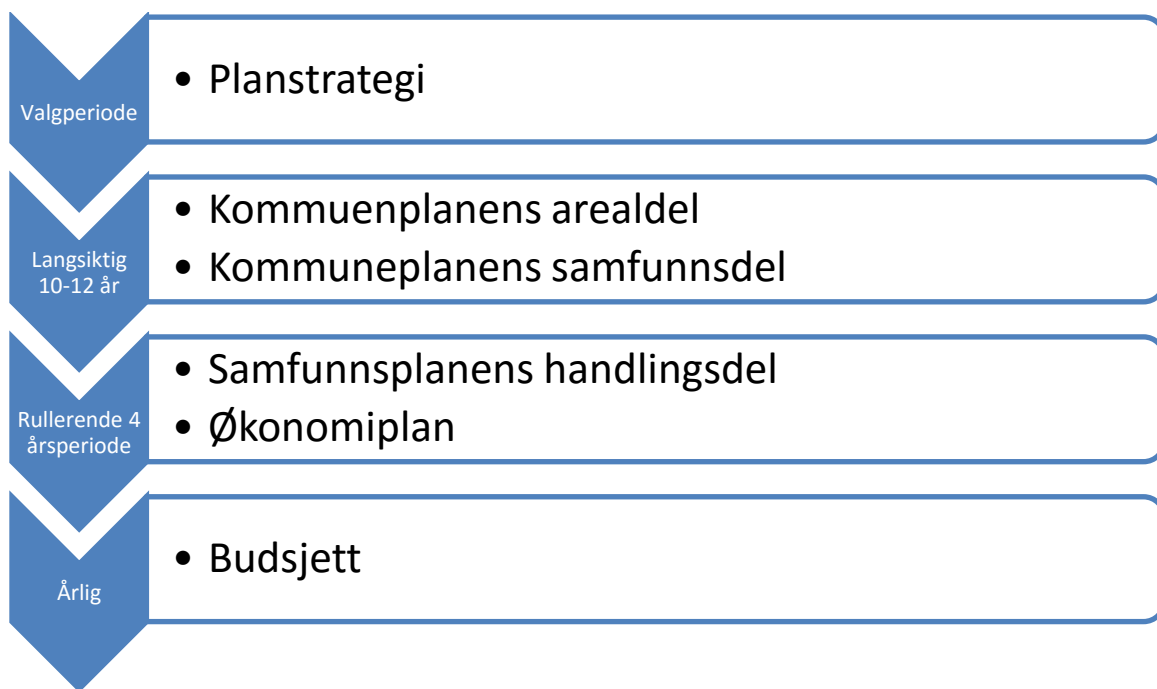 Valgperiode
• Planstrategi
Langsiktig
10-12 år
• Kommuenplanens arealdel
• Kommuneplanens samfunnsdel
Rullerende 4
årsperiode
• Samfunnsplanens handlingsdel
• Økonomiplan
Årlig
• Budsjett